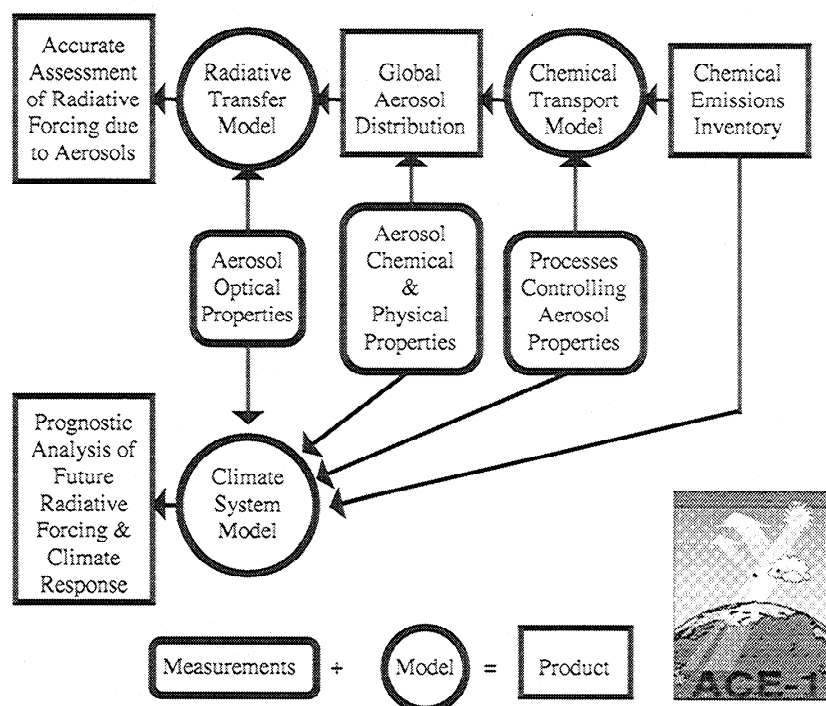 Accurate
Assessment
of Radiative
Forcing due
to Aerosols
Radiative
Transfer
Model
Global
Aerosol
Distribution
Chemical
Transport
Model
Chemical
Emissions
Inventory
Aerosol
Optical
Properties
Aerosol
Chemical
&
Physical
Properties
Processes
Controlling
Aerosol
Properties
Prognostic
Analysis of
Future
Radiative
Forcing &
Climate
Response
Climate
System
Model
Measurements + Model = Product
ACE-1